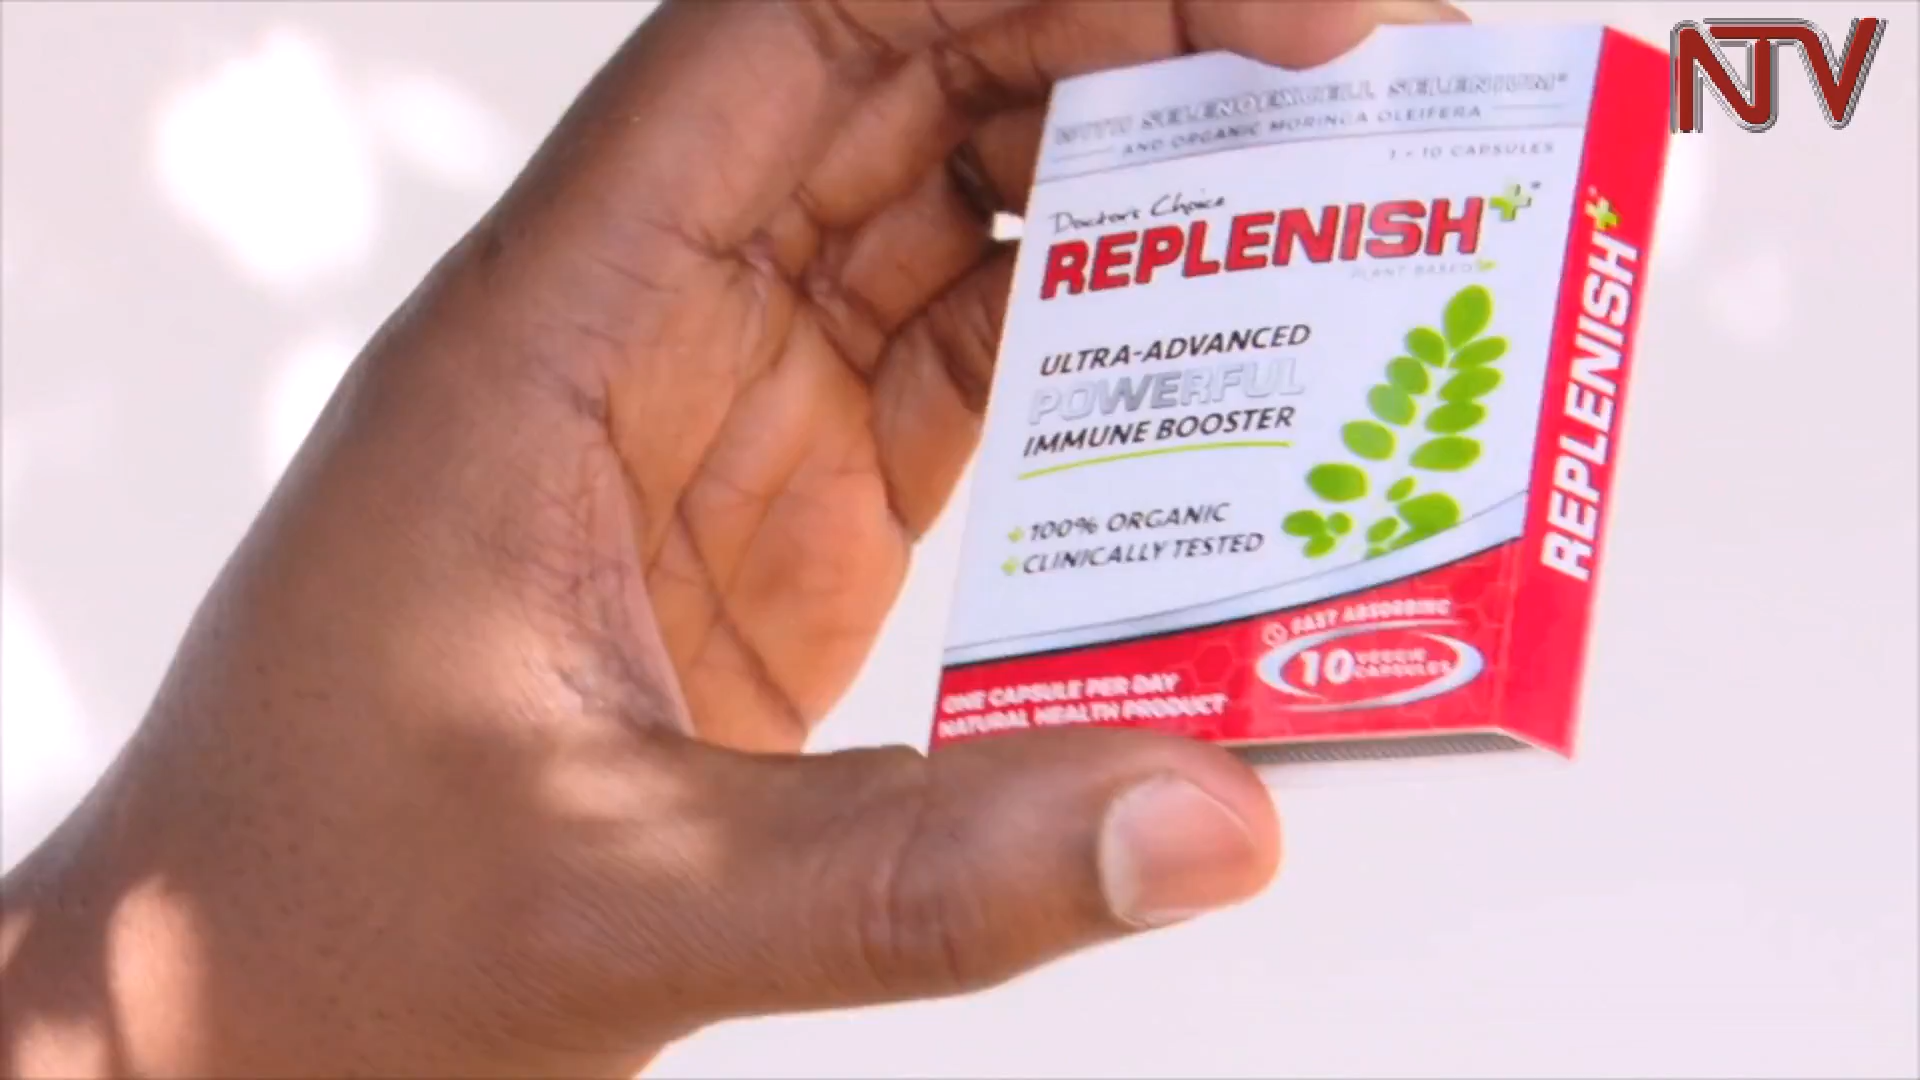 NTV
WITH SELENOEXCELL SELENIUM®
AND ORGANIC MORINGA OLEIFERA
1 - 10 CAPSULES
Doctors Choice
REPLENISH+
PLANT BASED
ULTRA-ADVANCED
POWERFUL
IMMUNE BOOSTER
+ 100% ORGANIC
+ CLINICALLY TESTED
FAST ABSORBING
10 VEGGIE CAPSULES
ONE CAPSULE PER DAY
NATURAL HEALTH PRODUCT
REPLENISH+